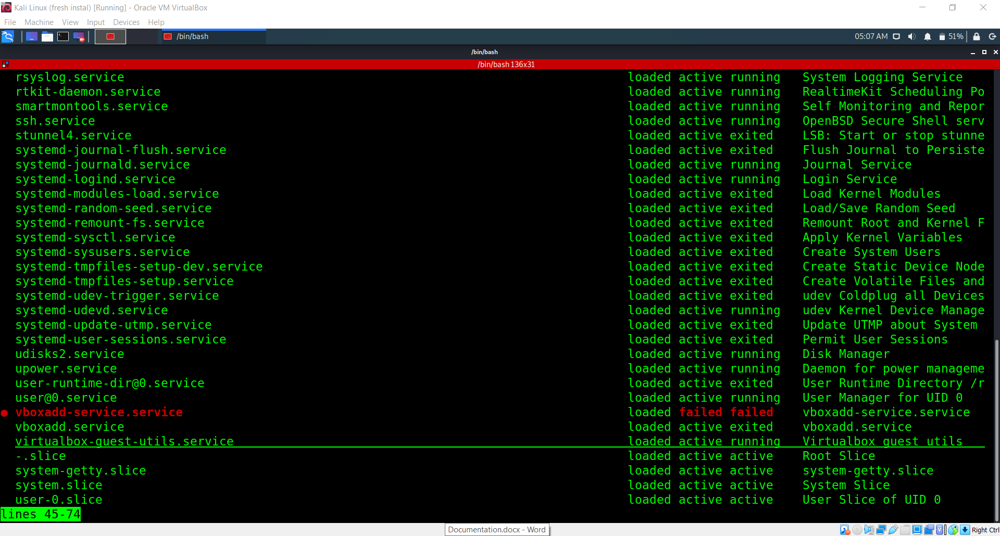 Kali Linux (fresh instal) [Running] - Oracle VM VirtualBox
File Machine View Input Devices Help
/bin/bash 05:07 AM 51%
/bin/bash
/bin/bash 136x31
rsyslog.service loaded active running System Logging Service
rtkit-daemon.service loaded active running RealtimeKit Scheduling Po
smartmontools.service loaded active running Self Monitoring and Repor
ssh.service loaded active running OpenBSD Secure Shell serv
stunnel4.service loaded active exited LSB: Start or stop stunne
systemd-journal-flush.service loaded active exited Flush Journal to Persiste
systemd-journald.service loaded active running Journal Service
systemd-logind.service loaded active running Login Service
systemd-modules-load.service loaded active exited Load Kernel Modules
systemd-random-seed.service loaded active exited Load/Save Random Seed
systemd-remount-fs.service loaded active exited Remount Root and Kernel F
systemd-sysctl.service loaded active exited Apply Kernel Variables
systemd-sysusers.service loaded active exited Create System Users
systemd-tmpfiles-setup-dev.service loaded active exited Create Static Device Node
systemd-tmpfiles-setup.service loaded active exited Create Volatile Files and
systemd-udev-trigger.service loaded active exited udev Coldplug all Devices
systemd-udevd.service loaded active running udev Kernel Device Manage
systemd-update-utmp.service loaded active exited Update UTMP about System
systemd-user-sessions.service loaded active exited Permit User Sessions
udisks2.service loaded active running Disk Manager
upower.service loaded active running Daemon for power manageme
user-runtime-dir@0.service loaded active exited User Runtime Directory /r
user@0.service loaded active running User Manager for UID 0
● vboxadd-service.service loaded failed failed vboxadd-service.service
vboxadd.service loaded active exited vboxadd.service
virtualbox-guest-utils.service loaded active running Virtualbox guest utils
-.slice loaded active active Root Slice
system-getty.slice loaded active active system-getty.slice
system.slice loaded active active System Slice
user-0.slice loaded active active User Slice of UID 0
lines 45-74
Documentation.docx - Word
Right Ctrl